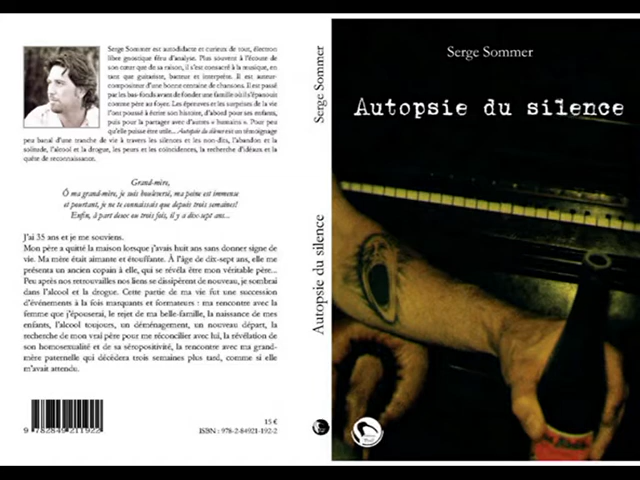 Serge Sommer est autodidacte et curieux de tout, électron
libre gnostique féru d'analyse. Plus souvent à l'écoute de
son cœur que de sa raison, il s'est consacré à la musique, en
tant que guitariste, batteur et interprète. Il est auteur-
compositeur d'une bonne centaine de chansons. Il est passé
par les bas-fonds avant de fonder une famille où il s'épanouit
comme père au foyer. Les épreuves et les surprises de la vie
l'ont poussé à écrire son histoire, d'abord pour ses enfants,
puis pour la partager avec d'autres « humains ». Pour peu
qu'elle puisse être utile... Autopsie du silence est un témoignage
peu banal d'une tranche de vie à travers les silences et les non-dits, l'abandon et la
solitude, l'alcool et la drogue, les peurs et les coïncidences, la recherche d'idéaux et la
quête de reconnaissance.
Grand-mère,
Ô ma grand-mère, je suis bouleversé, ma peine est immense
et pourtant, je ne te connaissais que depuis trois semaines!
Enfin, à part deux ou trois fois, il y a dix-sept ans...
J'ai 35 ans et je me souviens.
Mon père a quitté la maison lorsque j'avais huit ans sans donner signe de
vie. Ma mère était aimante et étouffante. À l'âge de dix-sept ans, elle me
présenta un ancien copain à elle, qui se révéla être mon véritable père...
Peu après nos retrouvailles nos liens se dissipèrent de nouveau, je sombrai
dans l'alcool et la drogue. Cette partie de ma vie fut une succession
d'événements à la fois marquants et formateurs : ma rencontre avec la
femme que j'épouserai, le rejet de ma belle-famille, la naissance de mes
enfants, l'alcool toujours, un déménagement, un nouveau départ, la
recherche de mon vrai père pour me réconcilier avec lui, la révélation de
son homosexualité et de sa séropositivité, la rencontre avec ma grand-
mère paternelle qui décédera trois semaines plus tard, comme si elle
m'avait attendu.
15 €
ISBN : 978-2-84921-192-2
9 782849 211922
Serge Sommer
Autopsie du silence
Serge Sommer
Autopsie du silence